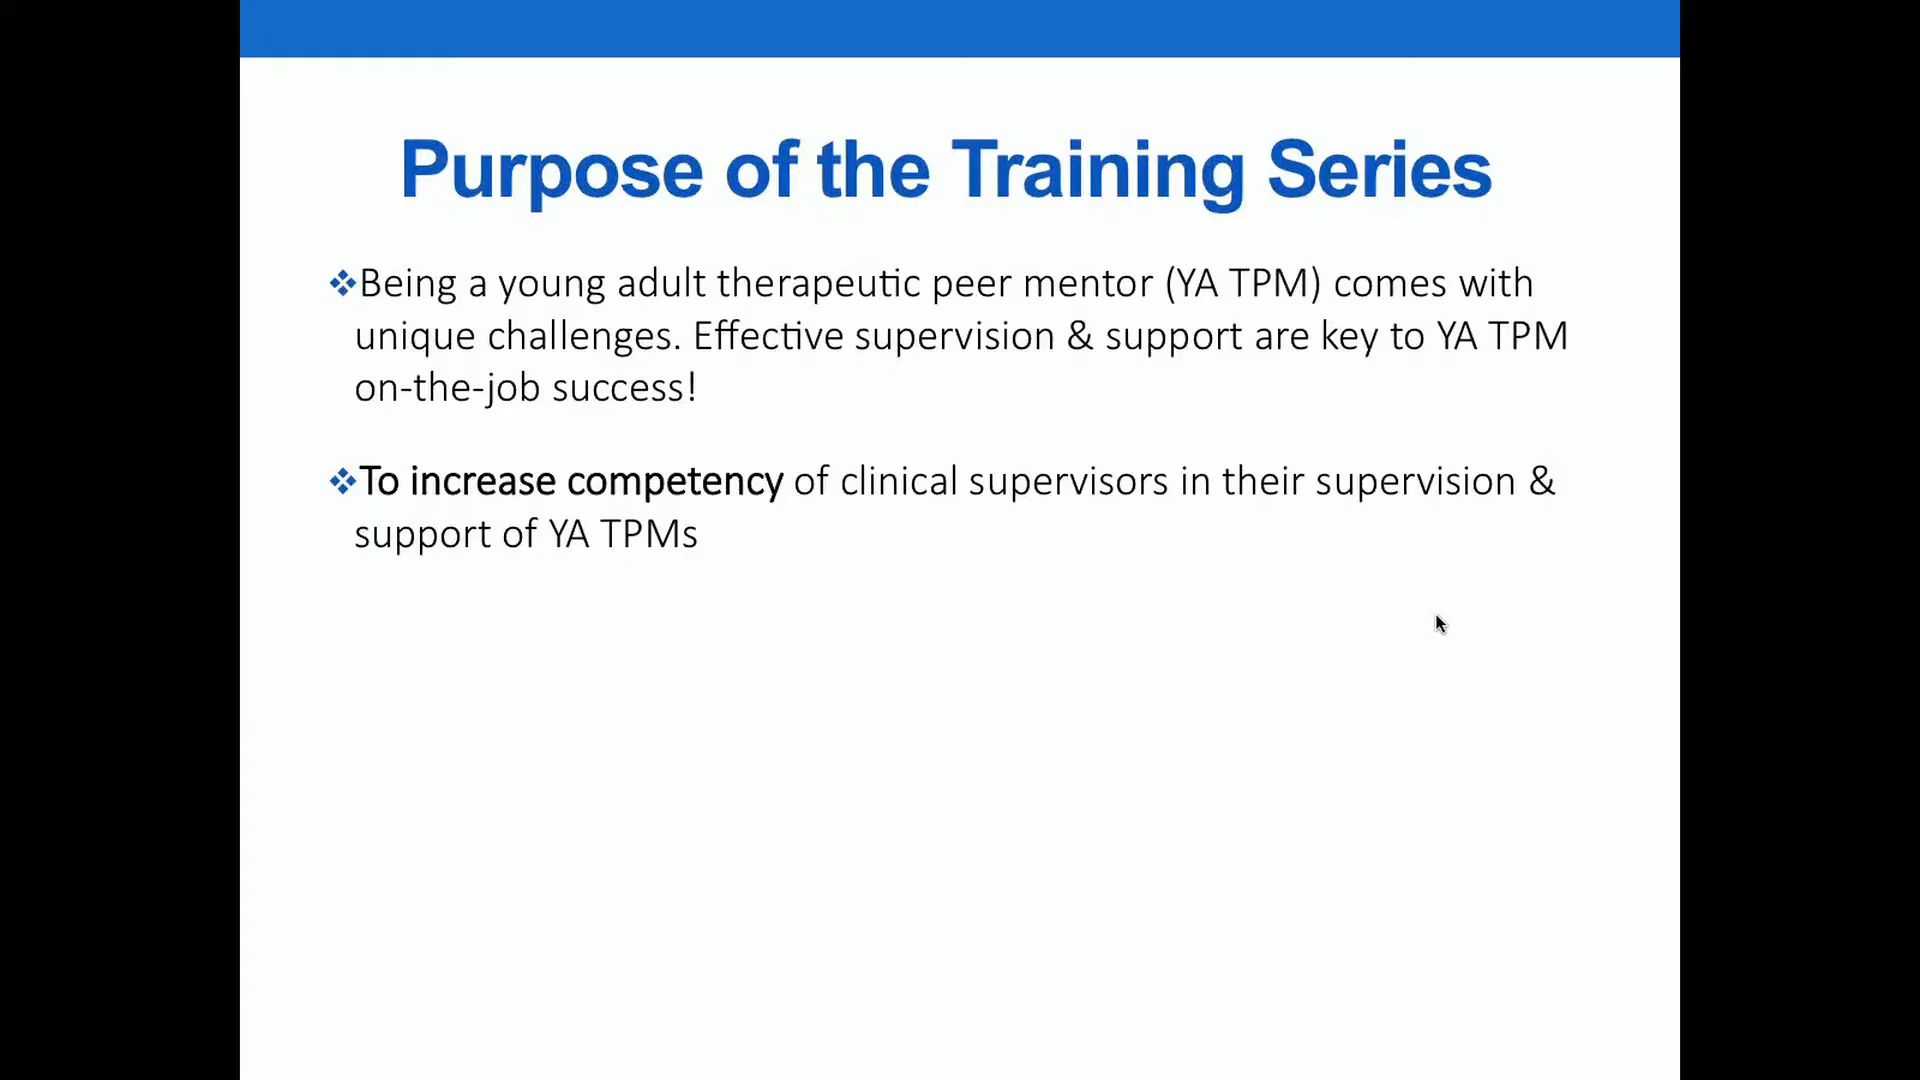 Purpose of the Training Series
❖Being a young adult therapeutic peer mentor (YA TPM) comes with
unique challenges. Effective supervision & support are key to YA TPM
on-the-job success!
❖To increase competency of clinical supervisors in their supervision &
support of YA TPMs